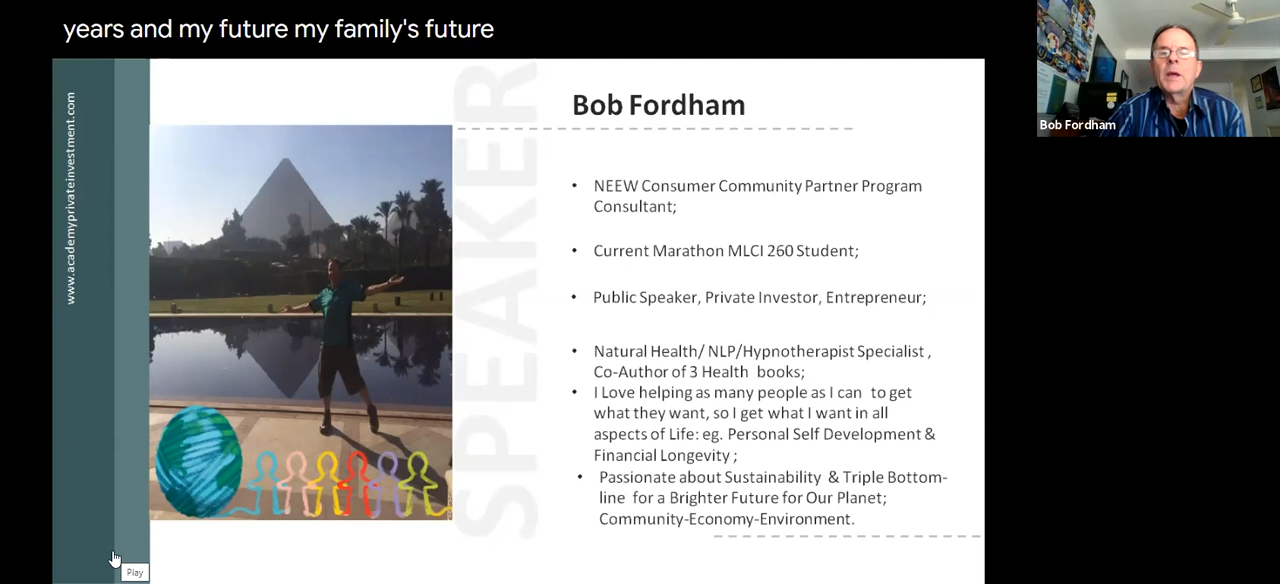 years and my future my family's future
www.academyprivateinvestment.com
SPEAKER
Bob Fordham
• NEEW Consumer Community Partner Program
Consultant;
• Current Marathon MLCI 260 Student;
• Public Speaker, Private Investor, Entrepreneur;
• Natural Health/ NLP/Hypnotherapist Specialist ,
Co-Author of 3 Health books;
• I Love helping as many people as I can to get
what they want, so I get what I want in all
aspects of Life: eg. Personal Self Development &
Financial Longevity ;
• Passionate about Sustainability & Triple Bottom-
line for a Brighter Future for Our Planet;
Community-Economy-Environment.
Bob Fordham
Play